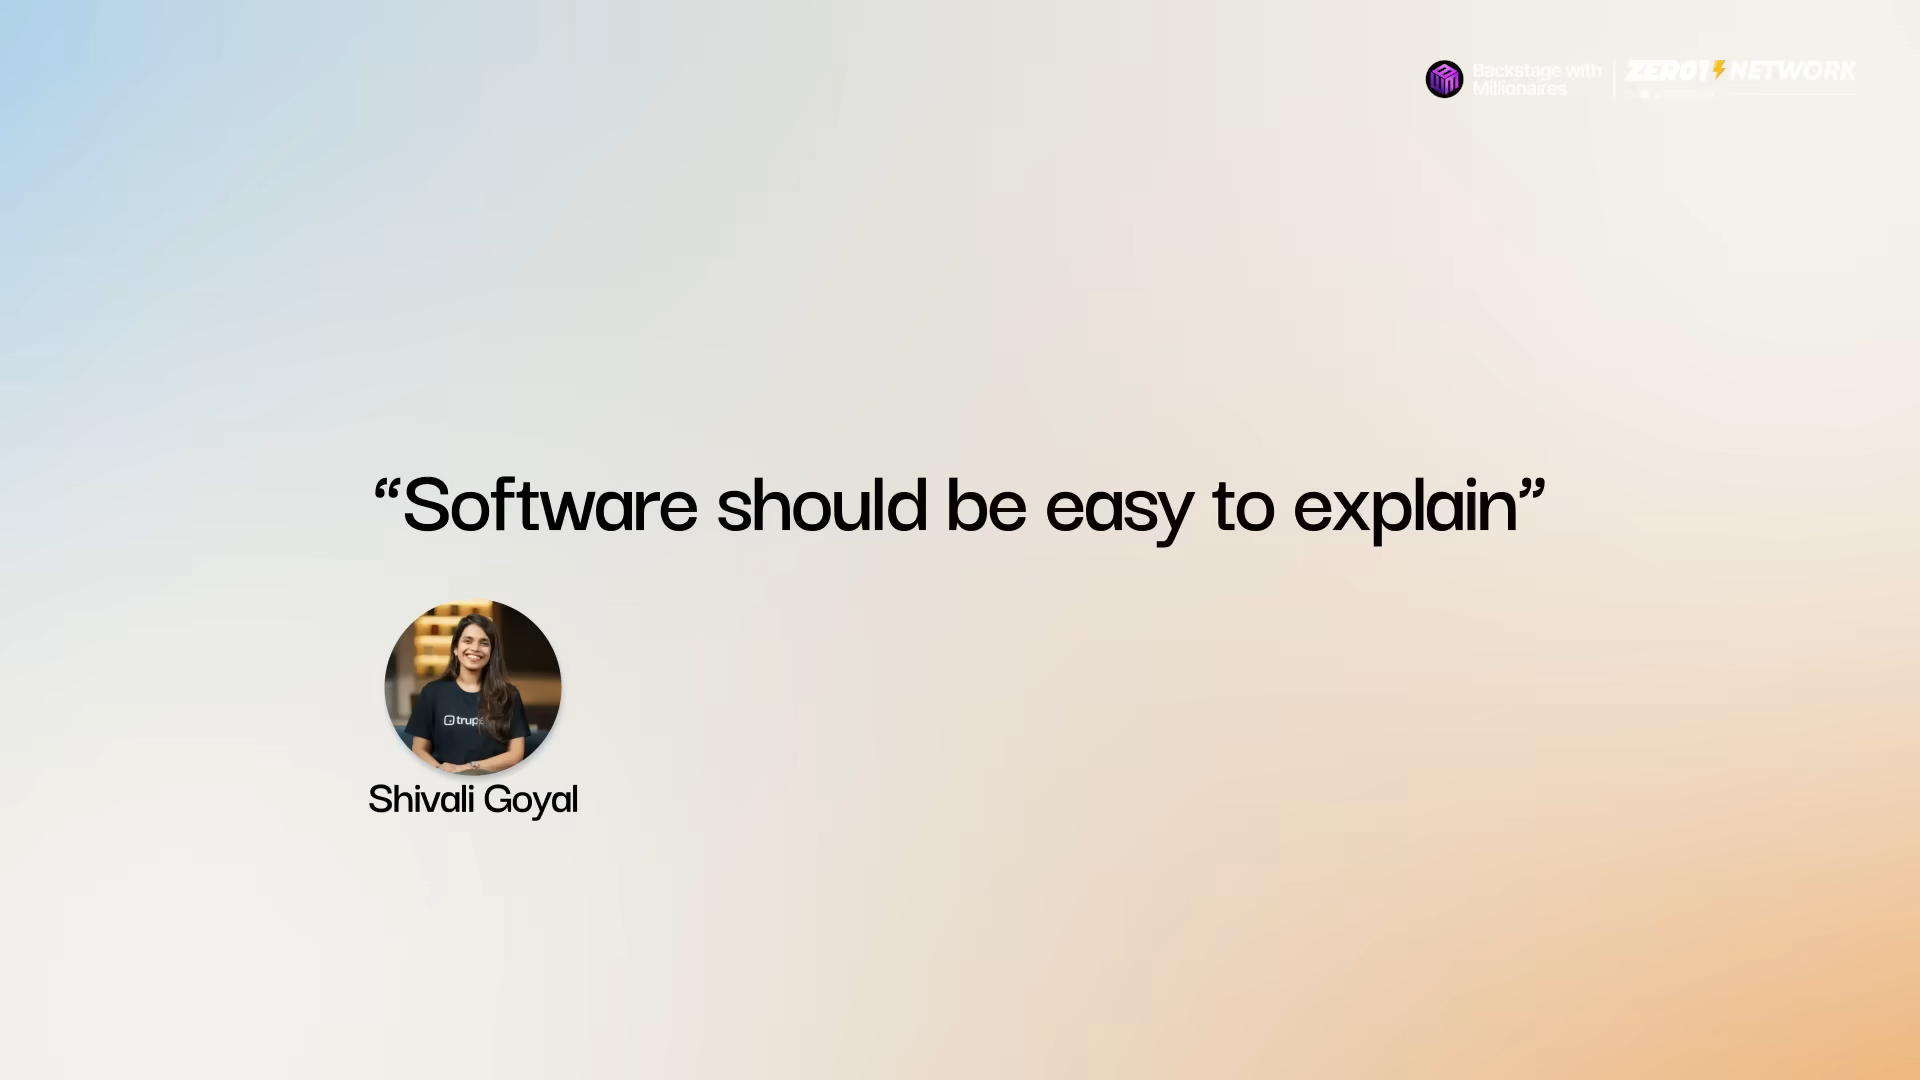 Backstage with
Millionaires
ZERO1 NETWORK
“Software should be easy to explain”
Shivali Goyal